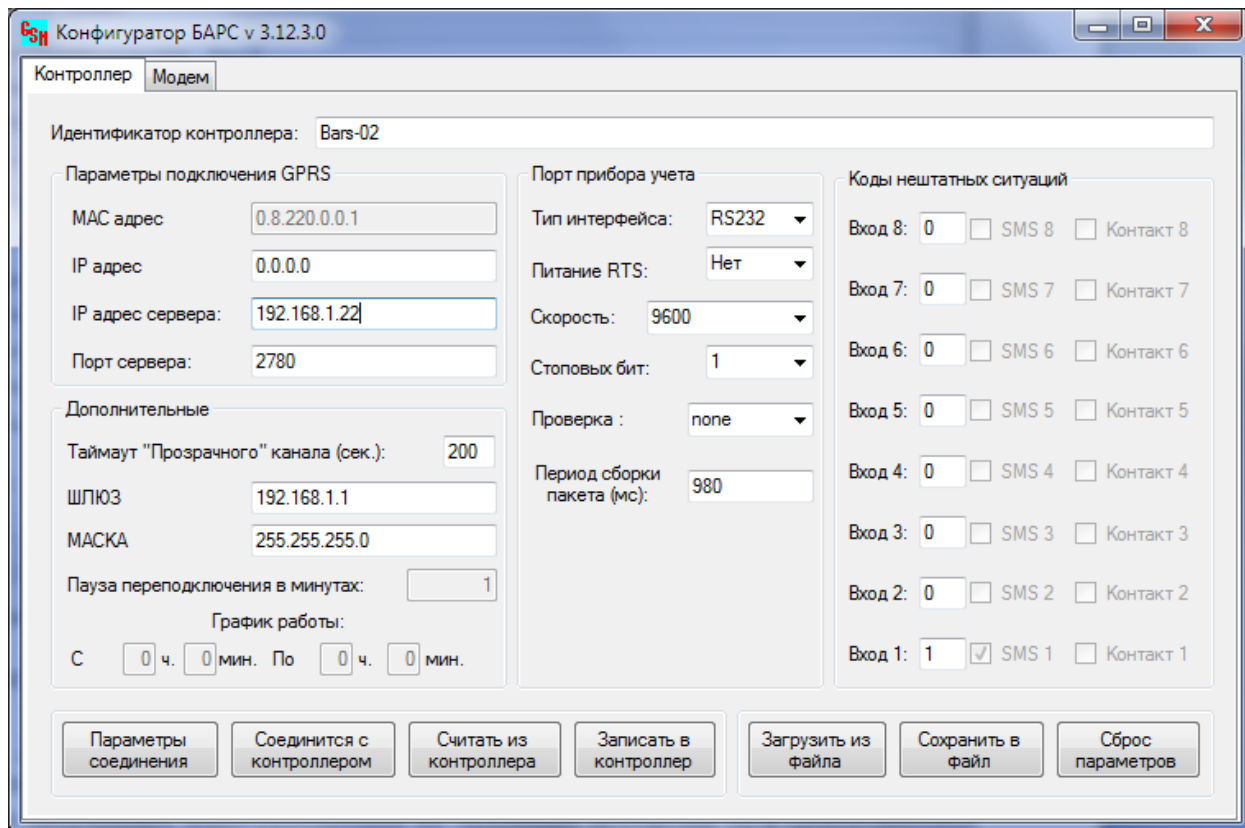 GSM Конфигуратор БАРС v 3.12.3.0
Контроллер Модем
Идентификатор контроллера: Bars-02
Параметры подключения GPRS
MAC адрес 0.8.220.0.0.1
IP адрес 0.0.0.0
IP адрес сервера: 192.168.1.22
Порт сервера: 2780
Дополнительные
Таймаут "Прозрачного" канала (сек.): 200
ШЛЮЗ 192.168.1.1
МАСКА 255.255.255.0
Пауза переподключения в минутах: 1
График работы:
С 0 ч. 0 мин. По 0 ч. 0 мин.
Порт прибора учета
Тип интерфейса: RS232
Питание RTS: Нет
Скорость: 9600
Стоповых бит: 1
Проверка : none
Период сборки
пакета (мс): 980
Коды нештатных ситуаций
Вход 8: 0 SMS 8 Контакт 8
Вход 7: 0 SMS 7 Контакт 7
Вход 6: 0 SMS 6 Контакт 6
Вход 5: 0 SMS 5 Контакт 5
Вход 4: 0 SMS 4 Контакт 4
Вход 3: 0 SMS 3 Контакт 3
Вход 2: 0 SMS 2 Контакт 2
Вход 1: 1 SMS 1 Контакт 1
Параметры
соединения
Соединится с
контроллером
Считать из
контроллера
Записать в
контроллер
Загрузить из
файла
Сохранить в
файл
Сброс
параметров